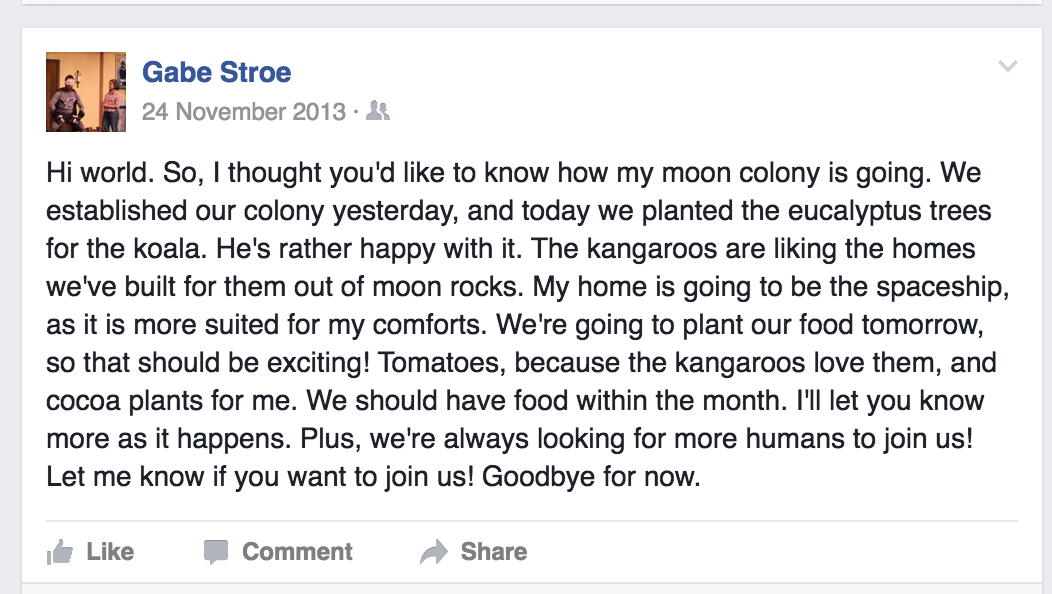 Gabe Stroe
24 November 2013 ·
Hi world. So, I thought you'd like to know how my moon colony is going. We
established our colony yesterday, and today we planted the eucalyptus trees
for the koala. He's rather happy with it. The kangaroos are liking the homes
we've built for them out of moon rocks. My home is going to be the spaceship,
as it is more suited for my comforts. We're going to plant our food tomorrow,
so that should be exciting! Tomatoes, because the kangaroos love them, and
cocoa plants for me. We should have food within the month. I'll let you know
more as it happens. Plus, we're always looking for more humans to join us!
Let me know if you want to join us! Goodbye for now.
Like Comment Share